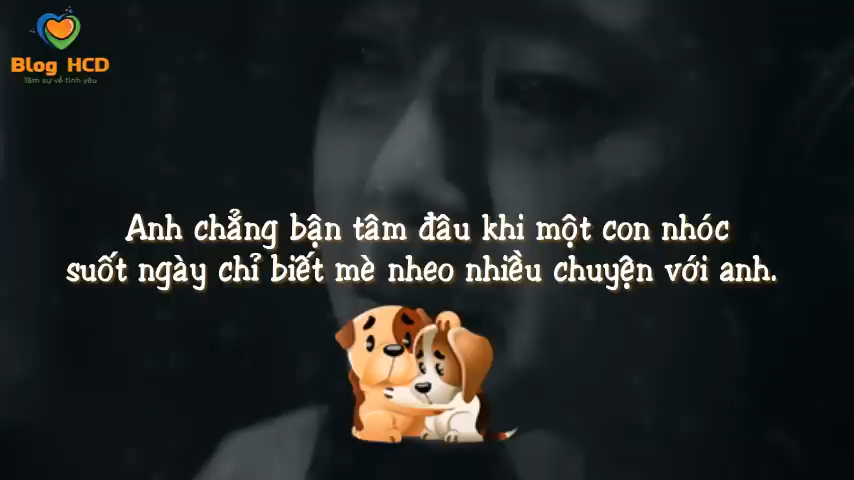 Blog HCD
Tâm sự về tình yêu
Anh chẳng bận tâm đâu khi một con nhóc
suốt ngày chỉ biết mè nheo nhiều chuyện với anh.